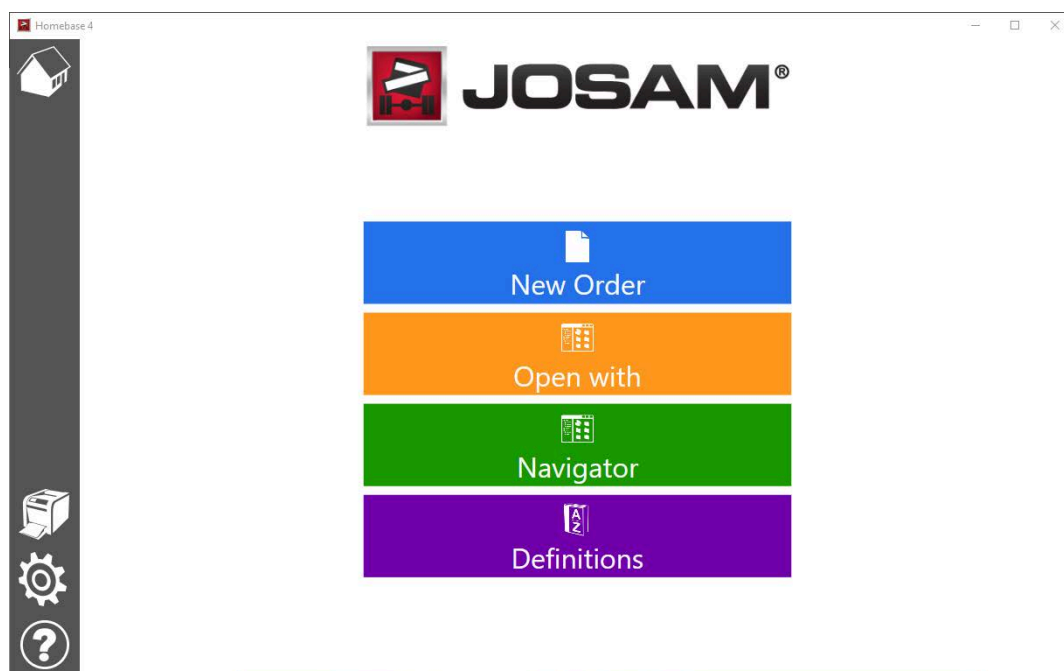 Homebase 4
JOSAM®
New Order
Open with
Navigator
A
Z
Definitions
?